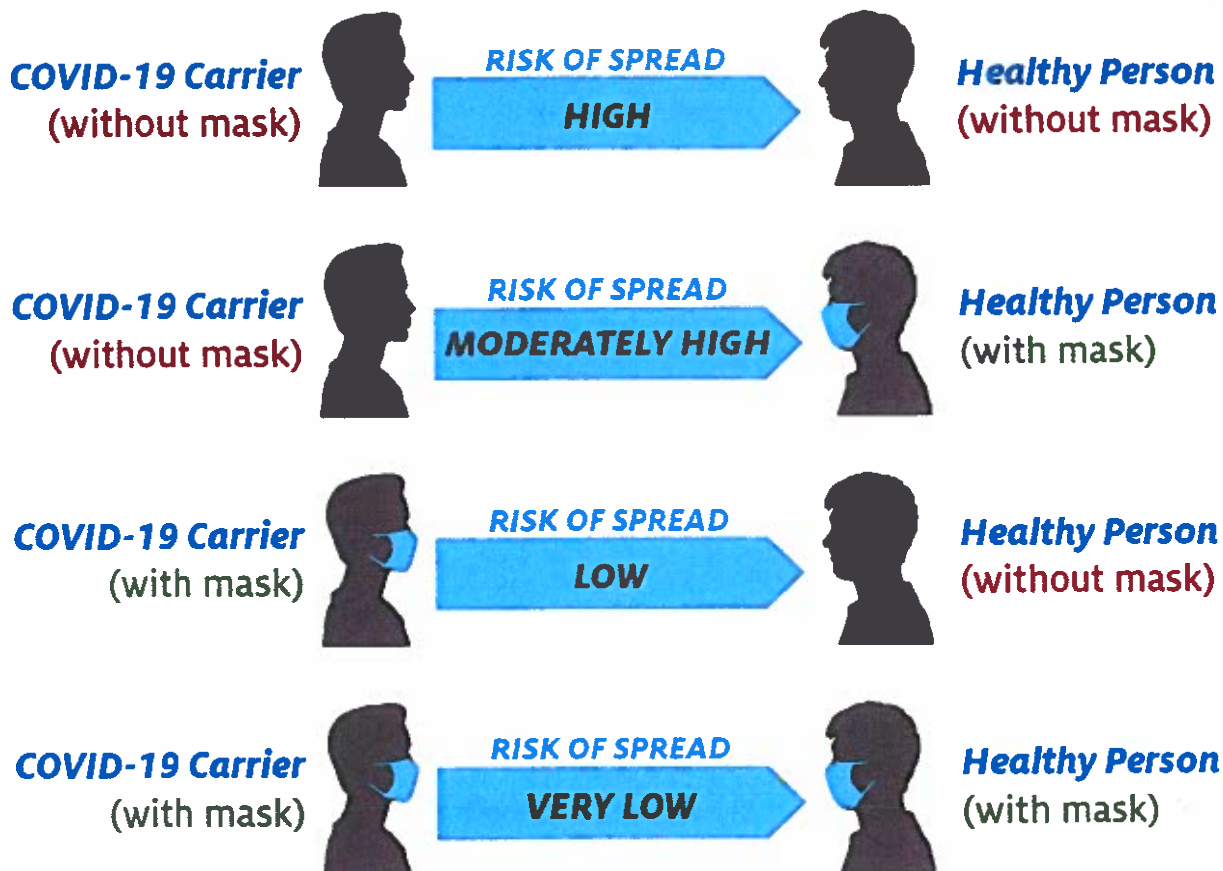 RISK OF SPREAD
COVID-19 Carrier
(without mask)
HIGH
Healthy Person
(without mask)
RISK OF SPREAD
COVID-19 Carrier
(without mask)
MODERATELY HIGH
Healthy Person
(with mask)
RISK OF SPREAD
COVID-19 Carrier
(with mask)
LOW
Healthy Person
(without mask)
RISK OF SPREAD
COVID-19 Carrier
(with mask)
VERY LOW
Healthy Person
(with mask)